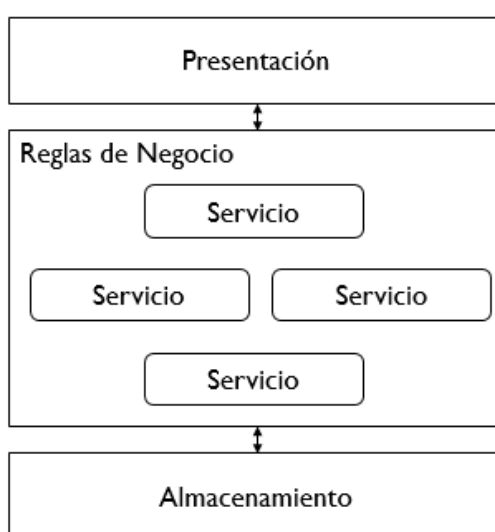 Presentación
Reglas de Negocio
Servicio
Servicio Servicio
Servicio
Almacenamiento